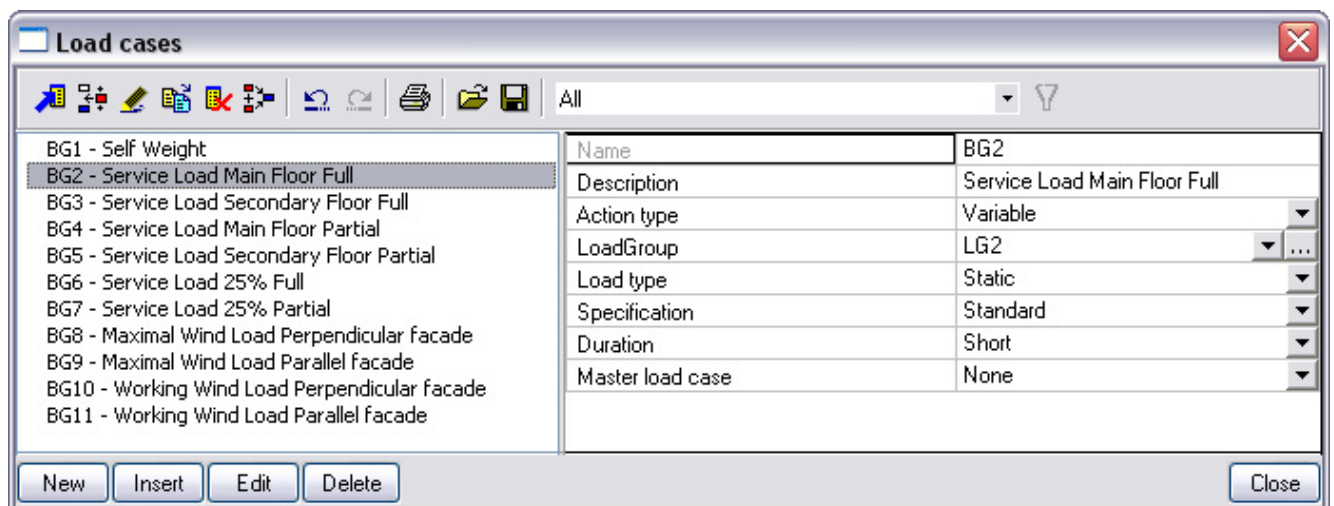 Load cases
All
BG1 - Self Weight
BG2 - Service Load Main Floor Full
BG3 - Service Load Secondary Floor Full
BG4 - Service Load Main Floor Partial
BG5 - Service Load Secondary Floor Partial
BG6 - Service Load 25% Full
BG7 - Service Load 25% Partial
BG8 - Maximal Wind Load Perpendicular facade
BG9 - Maximal Wind Load Parallel facade
BG10 - Working Wind Load Perpendicular facade
BG11 - Working Wind Load Parallel facade
Name BG2
Description Service Load Main Floor Full
Action type Variable
LoadGroup LG2 ...
Load type Static
Specification Standard
Duration Short
Master load case None
New Insert Edit Delete Close